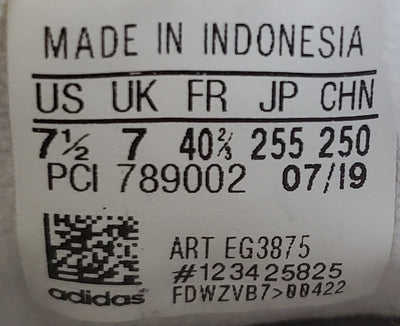 MADE IN INDONESIA
US UK FR JP CHN
7½ 7 40⅔ 255 250
PCI 789002 07/19
ART EG3875
#123425825
adidas FDWZVB7>00422